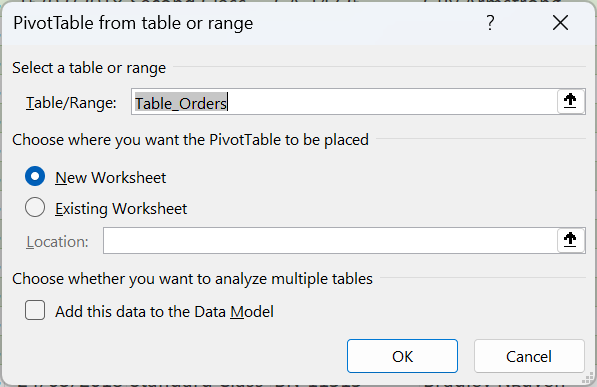 PivotTable from table or range ?
Select a table or range
Table/Range: Table_Orders
Choose where you want the PivotTable to be placed
New Worksheet
Existing Worksheet
Location:
Choose whether you want to analyze multiple tables
Add this data to the Data Model
OK Cancel